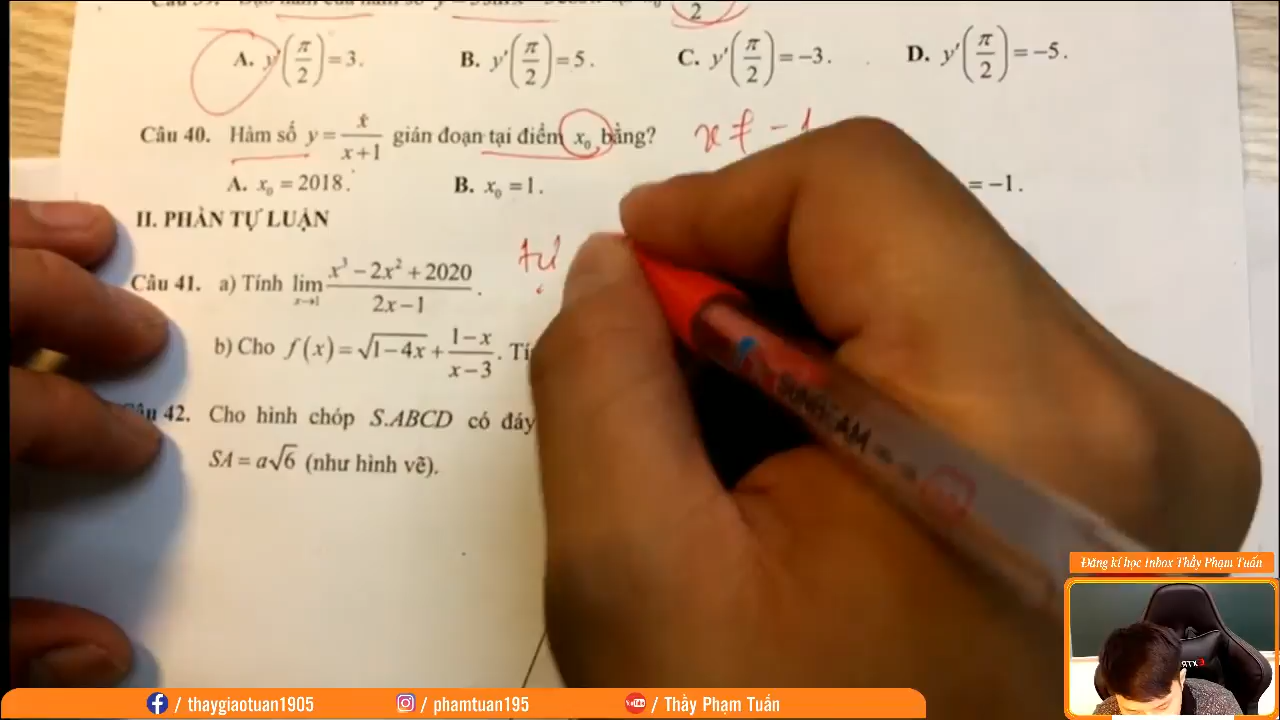 A. y'(π/2) = 3. B. y'(π/2) = 5. C. y'(π/2) = −3. D. y'(π/2) = −5.
Câu 40. Hàm số y = x/(x+1) gián đoạn tại điểm x₀ bằng? x ≠ −1
A. x₀ = 2018. B. x₀ = 1. = −1.
II. PHẦN TỰ LUẬN
tử
Câu 41. a) Tính lim x→1 (x³ − 2x² + 2020)/(2x − 1).
b) Cho f(x) = √(1−4x) + (1−x)/(x−3).
42. Cho hình chóp S.ABCD có đáy
SA = a√6 (như hình vẽ).
Đăng kí học Inbox Thầy Phạm Tuấn
/ thaygiaotuan1905 / phamtuan195 YouTube / Thầy Phạm Tuấn